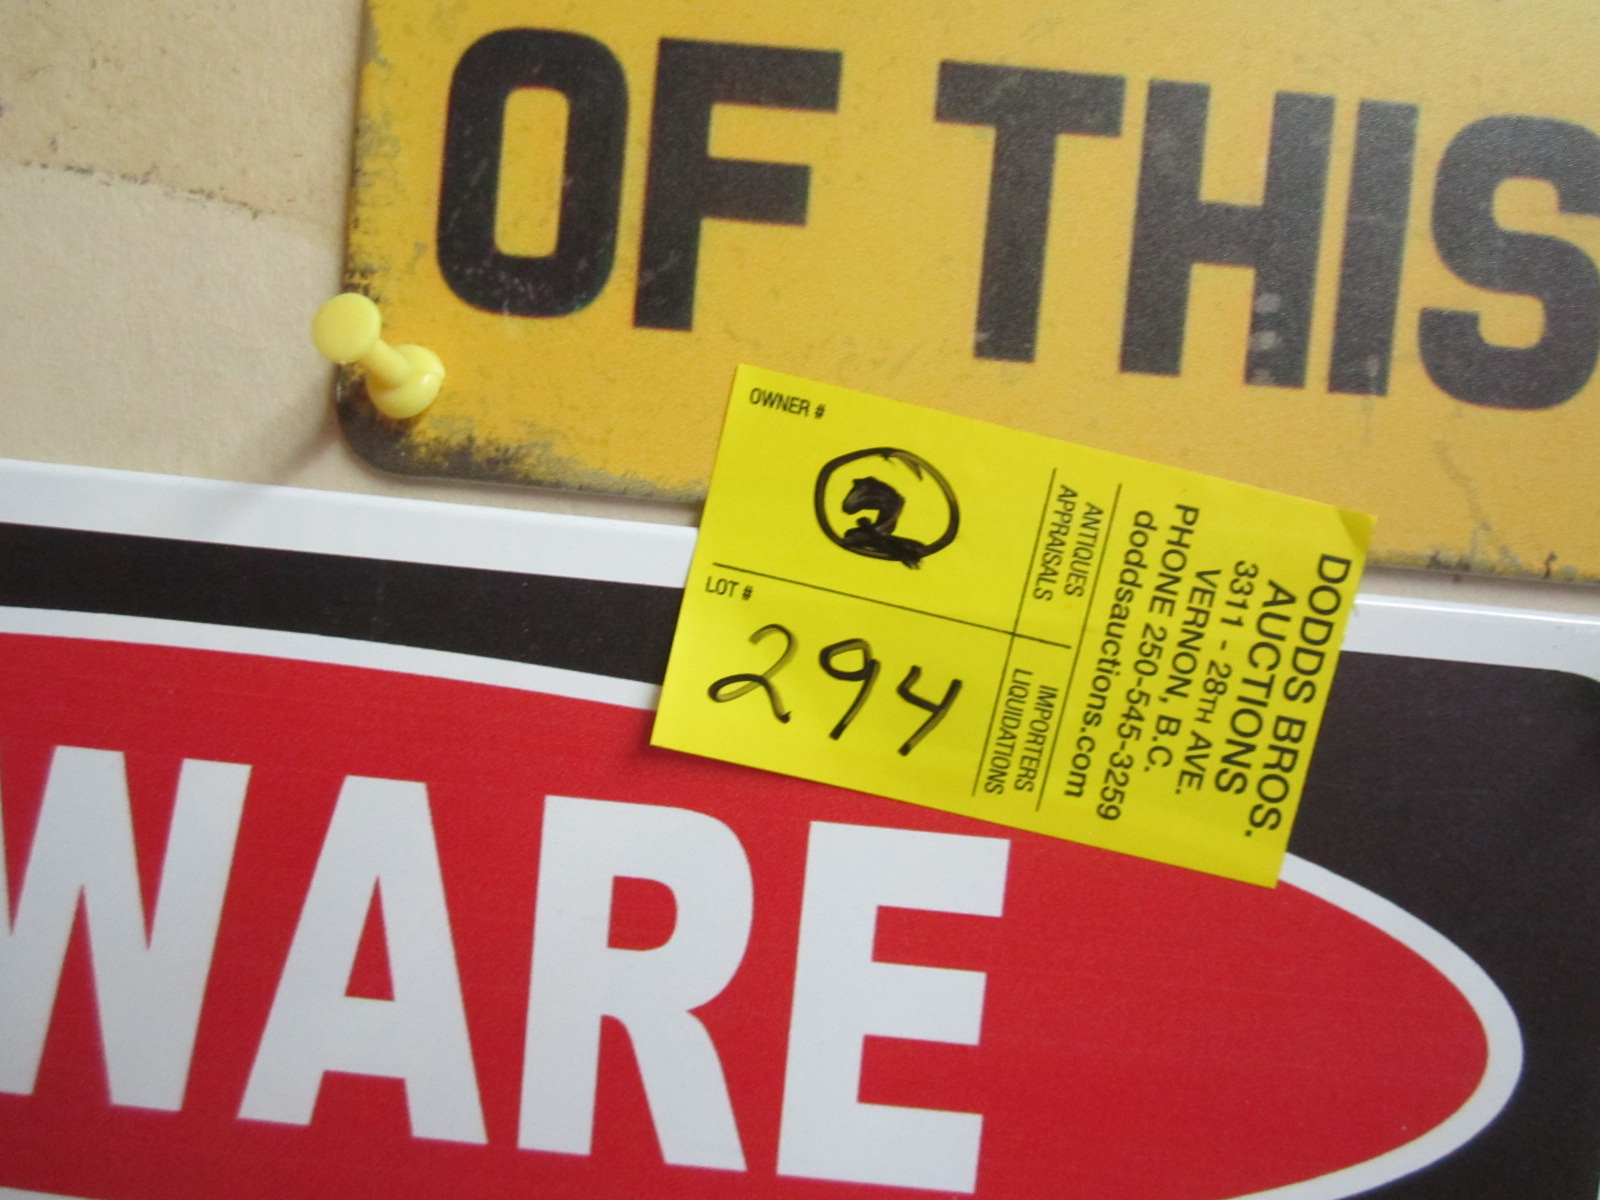 OF THIS
OWNER #
2
LOT #
294
ANTIQUES
APPRAISALS
IMPORTERS
LIQUIDATIONS
DODDS BROS.
AUCTIONS
3311 - 28TH AVE.
VERNON, B.C.
PHONE 250-545-3259
doddsauctions.com
WARE